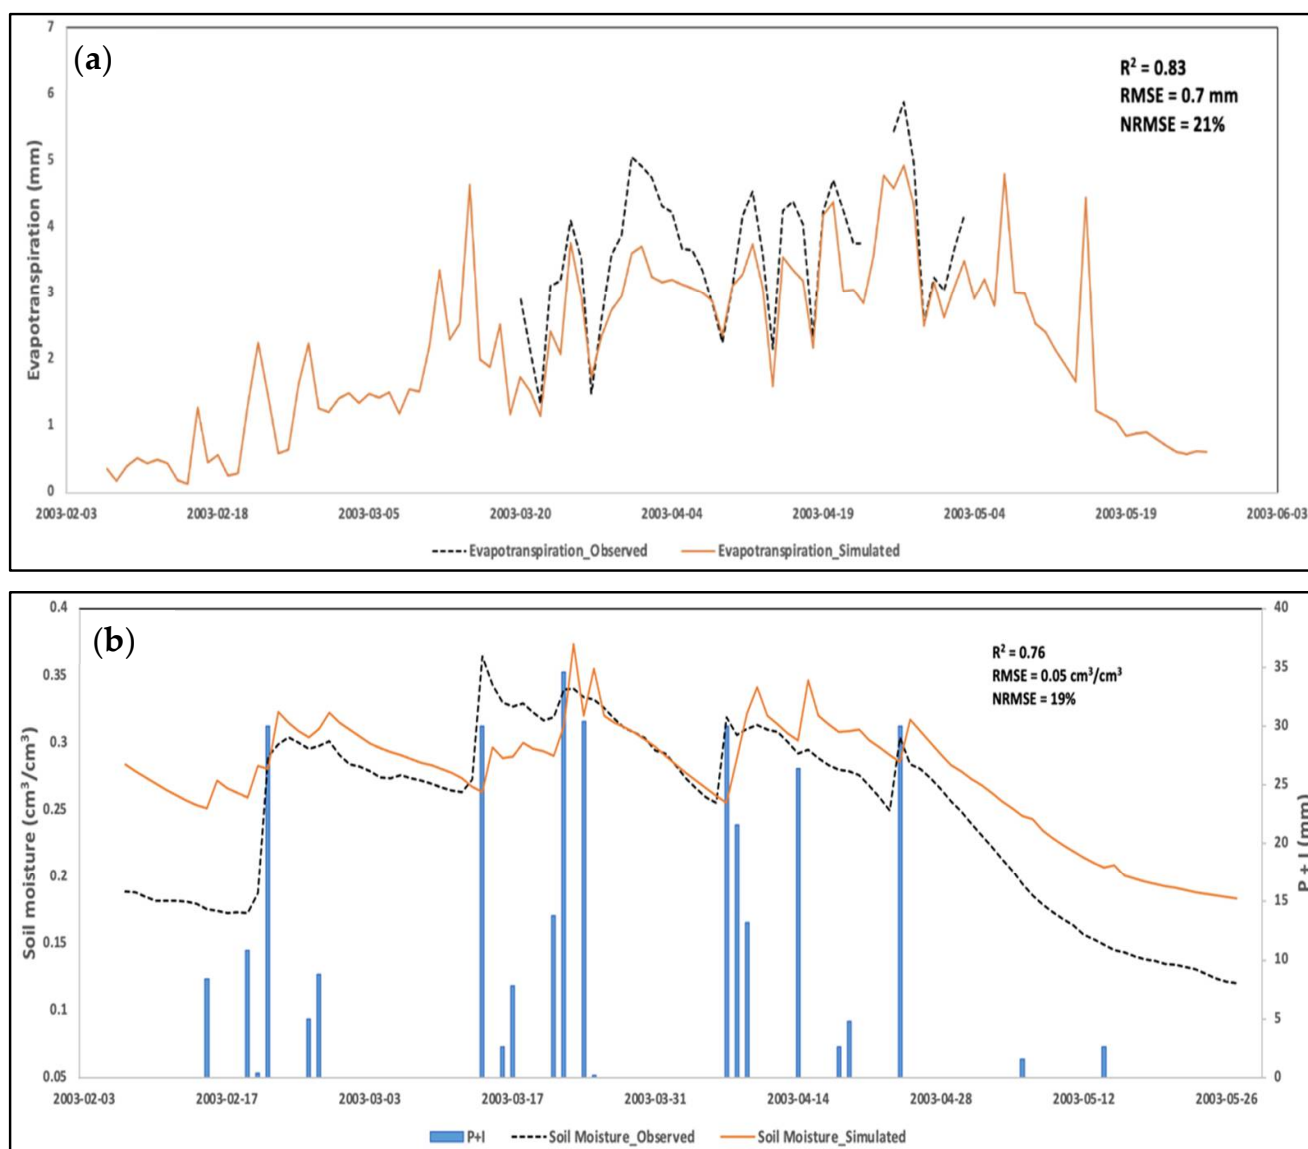 (a)
R² = 0.83
RMSE = 0.7 mm
NRMSE = 21%
Evapotranspiration (mm)
7
6
5
4
3
2
1
0
2003-02-03 2003-02-18 2003-03-05 2003-03-20 2003-04-04 2003-04-19 2003-05-04 2003-05-19 2003-06-03
Evapotranspiration_Observed Evapotranspiration_Simulated
(b)
R² = 0.76
RMSE = 0.05 cm³/cm³
NRMSE = 19%
Soil moisture (cm³/cm³)
0.4
0.35
0.3
0.25
0.2
0.15
0.1
0.05
40
35
30
25
20
15
10
5
0
P + I (mm)
2003-02-03 2003-02-17 2003-03-03 2003-03-17 2003-03-31 2003-04-14 2003-04-28 2003-05-12 2003-05-26
P+I Soil Moisture_Observed Soil Moisture_Simulated